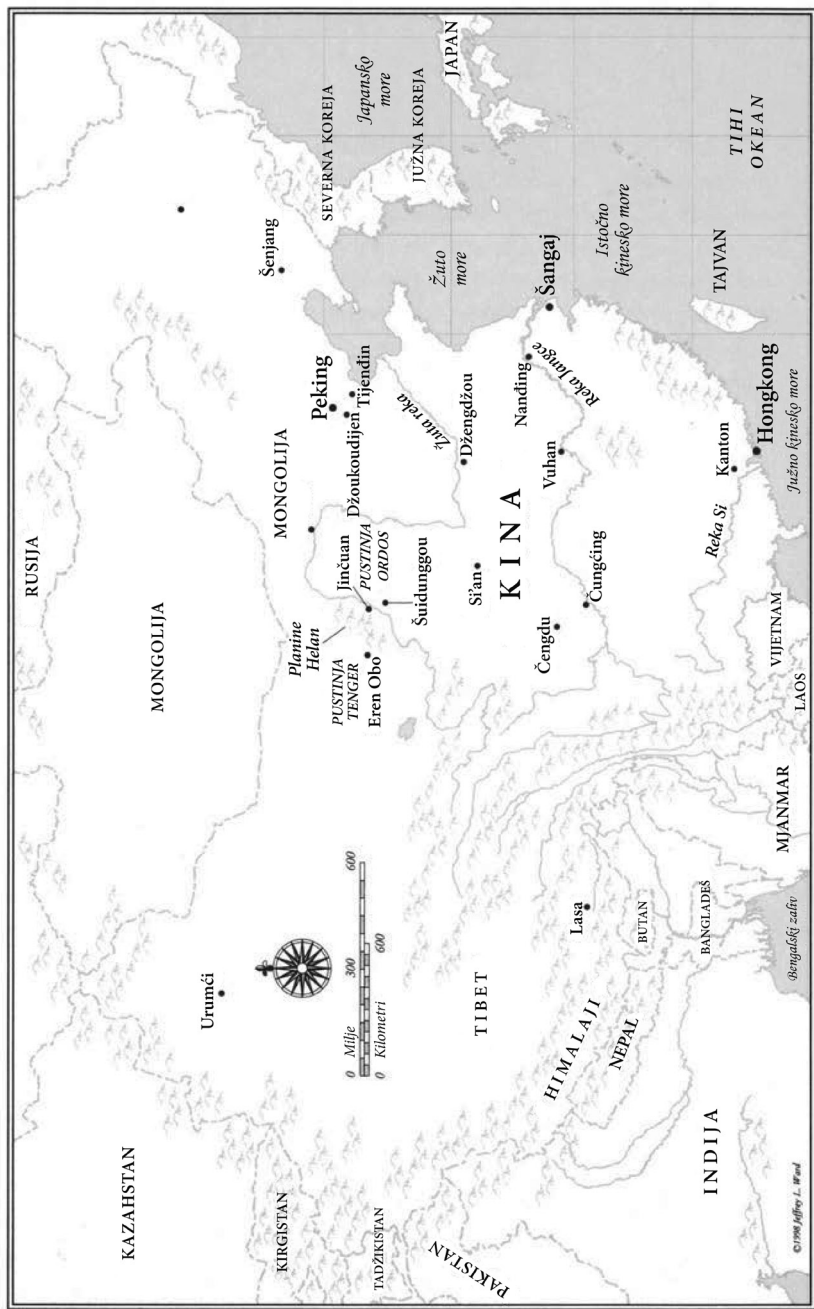 KAZAHSTAN
RUSIJA
MONGOLIJA
KIRGISTAN
TADŽIKISTAN
PAKISTAN
Urumći
0 Milje 300 600
0 Kilometri 600
MONGOLIJA
Planine
Helan
PUSTINJA
TENGER
Eren Obo
Jinčuan
PUSTINJA
ORDOS
Šuidunggou
Džoukoudijen
Peking
Tijenđin
Šenjang
SEVERNA KOREJA
Japansko
more
JUŽNA KOREJA
JAPAN
Žuto
more
Žuta reka
Džengdžou
Si'an
KINA
TIBET
Lasa
HIMALAJI
NEPAL
BUTAN
BANGLADEŠ
INDIJA
Bengalski zaliv
MJANMAR
LAOS
VIJETNAM
Čengdu
Čungćing
Vuhan
Nanđing
Reka Jangce
Šangaj
Istočno
kinesko more
TIHI
OKEAN
TAJVAN
Reka Si
Kanton
Hongkong
Južno kinesko more
©1998 Jeffrey L. Ward